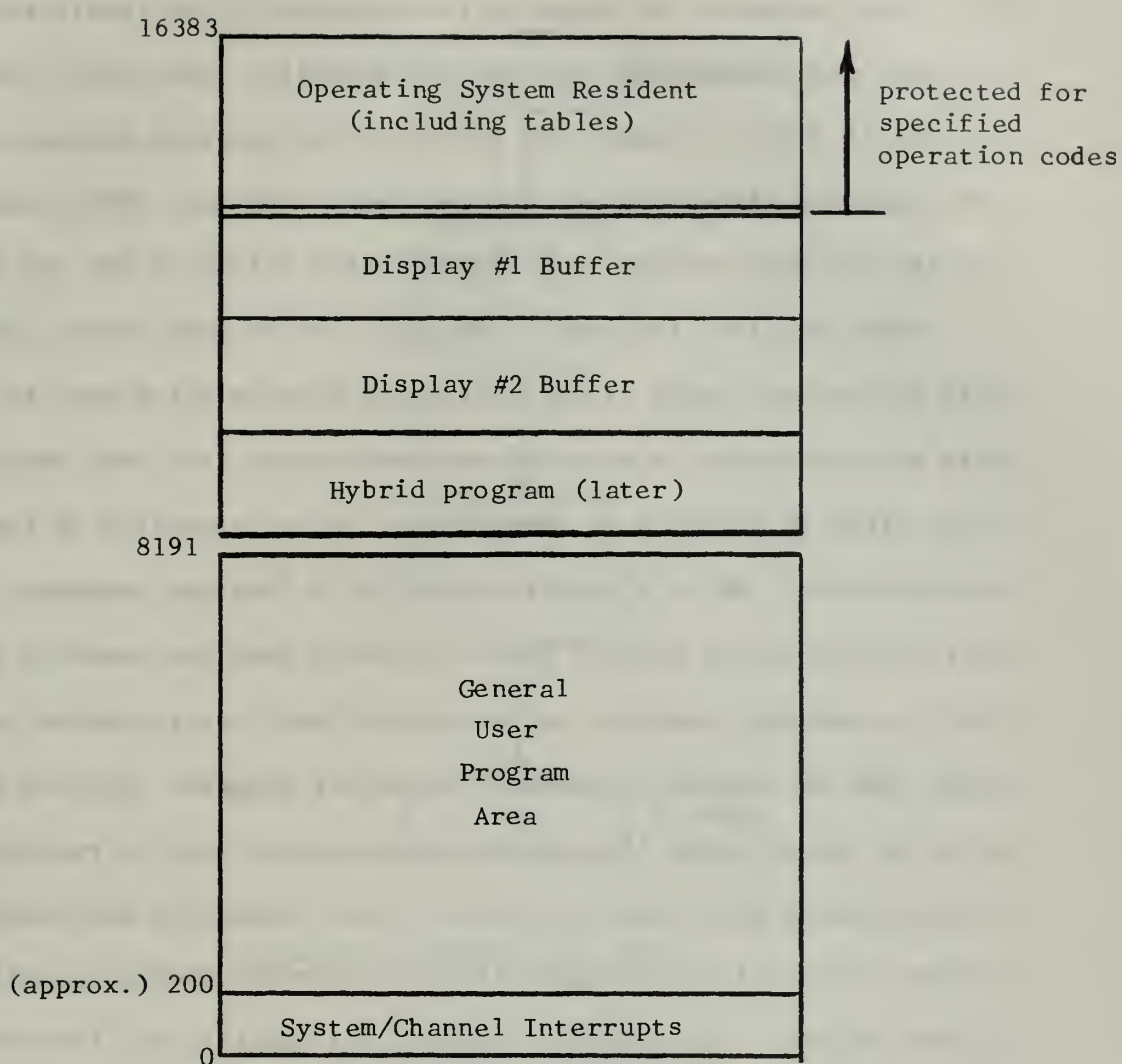 16383
Operating System Resident
(including tables)
protected for
specified
operation codes
Display #1 Buffer
Display #2 Buffer
Hybrid program (later)
8191
General
User
Program
Area
(approx.) 200
System/Channel Interrupts
0